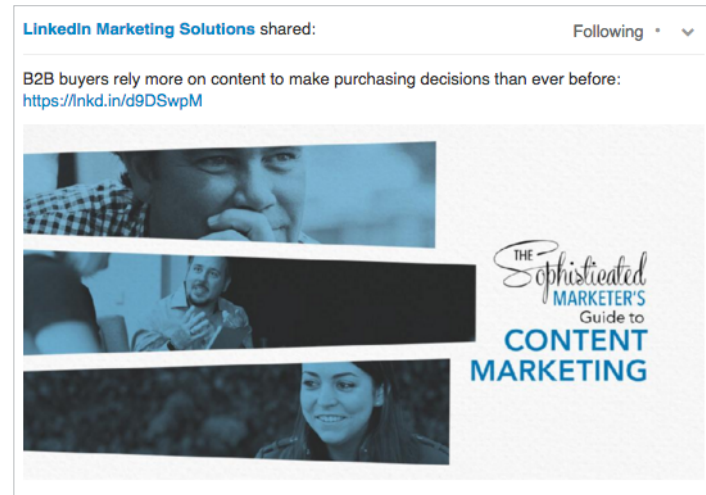 LinkedIn Marketing Solutions shared:
Following
B2B buyers rely more on content to make purchasing decisions than ever before:
https://lnkd.in/d9DSwpM
THE
Sophisticated
MARKETER'S
Guide to
CONTENT
MARKETING